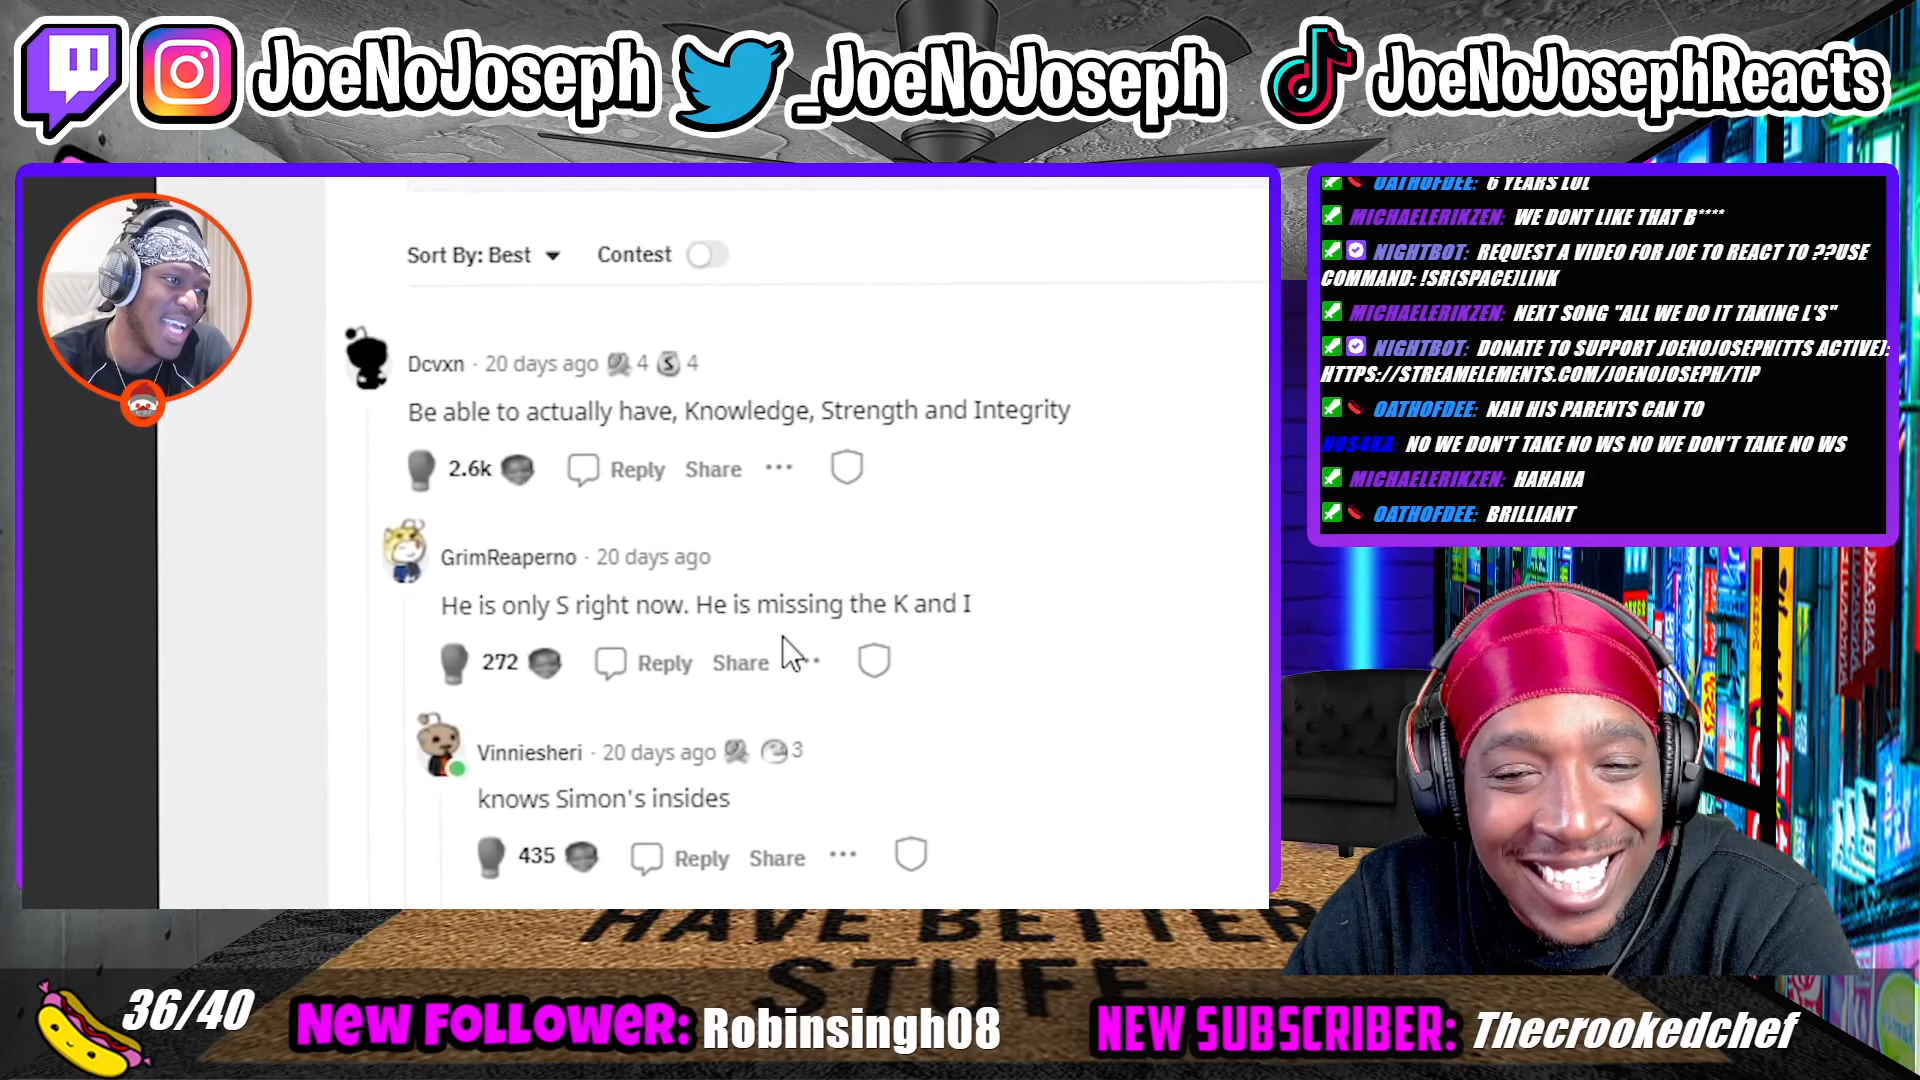 JoeNoJoseph
_JoeNoJoseph
JoeNoJosephReacts
Sort By: Best
Contest
Dcvxn · 20 days ago 4 4
Be able to actually have, Knowledge, Strength and Integrity
2.6k Reply Share ...
GrimReaperno · 20 days ago
He is only S right now. He is missing the K and I
272 Reply Share ...
Vinniesheri · 20 days ago 3
knows Simon's insides
435 Reply Share ...
OATHOFDEE: 6 YEARS LOL
MICHAELERIKZEN: WE DONT LIKE THAT B****
NIGHTBOT: REQUEST A VIDEO FOR JOE TO REACT TO ??USE
COMMAND: !SR(SPACE)LINK
MICHAELERIKZEN: NEXT SONG "ALL WE DO IT TAKING L'S"
NIGHTBOT: DONATE TO SUPPORT JOENOJOSEPH(TTS ACTIVE):
HTTPS://STREAMELEMENTS.COM/JOENOJOSEPH/TIP
OATHOFDEE: NAH HIS PARENTS CAN TO
NOS4KA: NO WE DON'T TAKE NO WS NO WE DON'T TAKE NO WS
MICHAELERIKZEN: HAHAHA
OATHOFDEE: BRILLIANT
HAVE BETTER
STUFF
36/40
NEW FOLLOWER: Robinsingh08
NEW SUBSCRIBER: Thecrookedchef